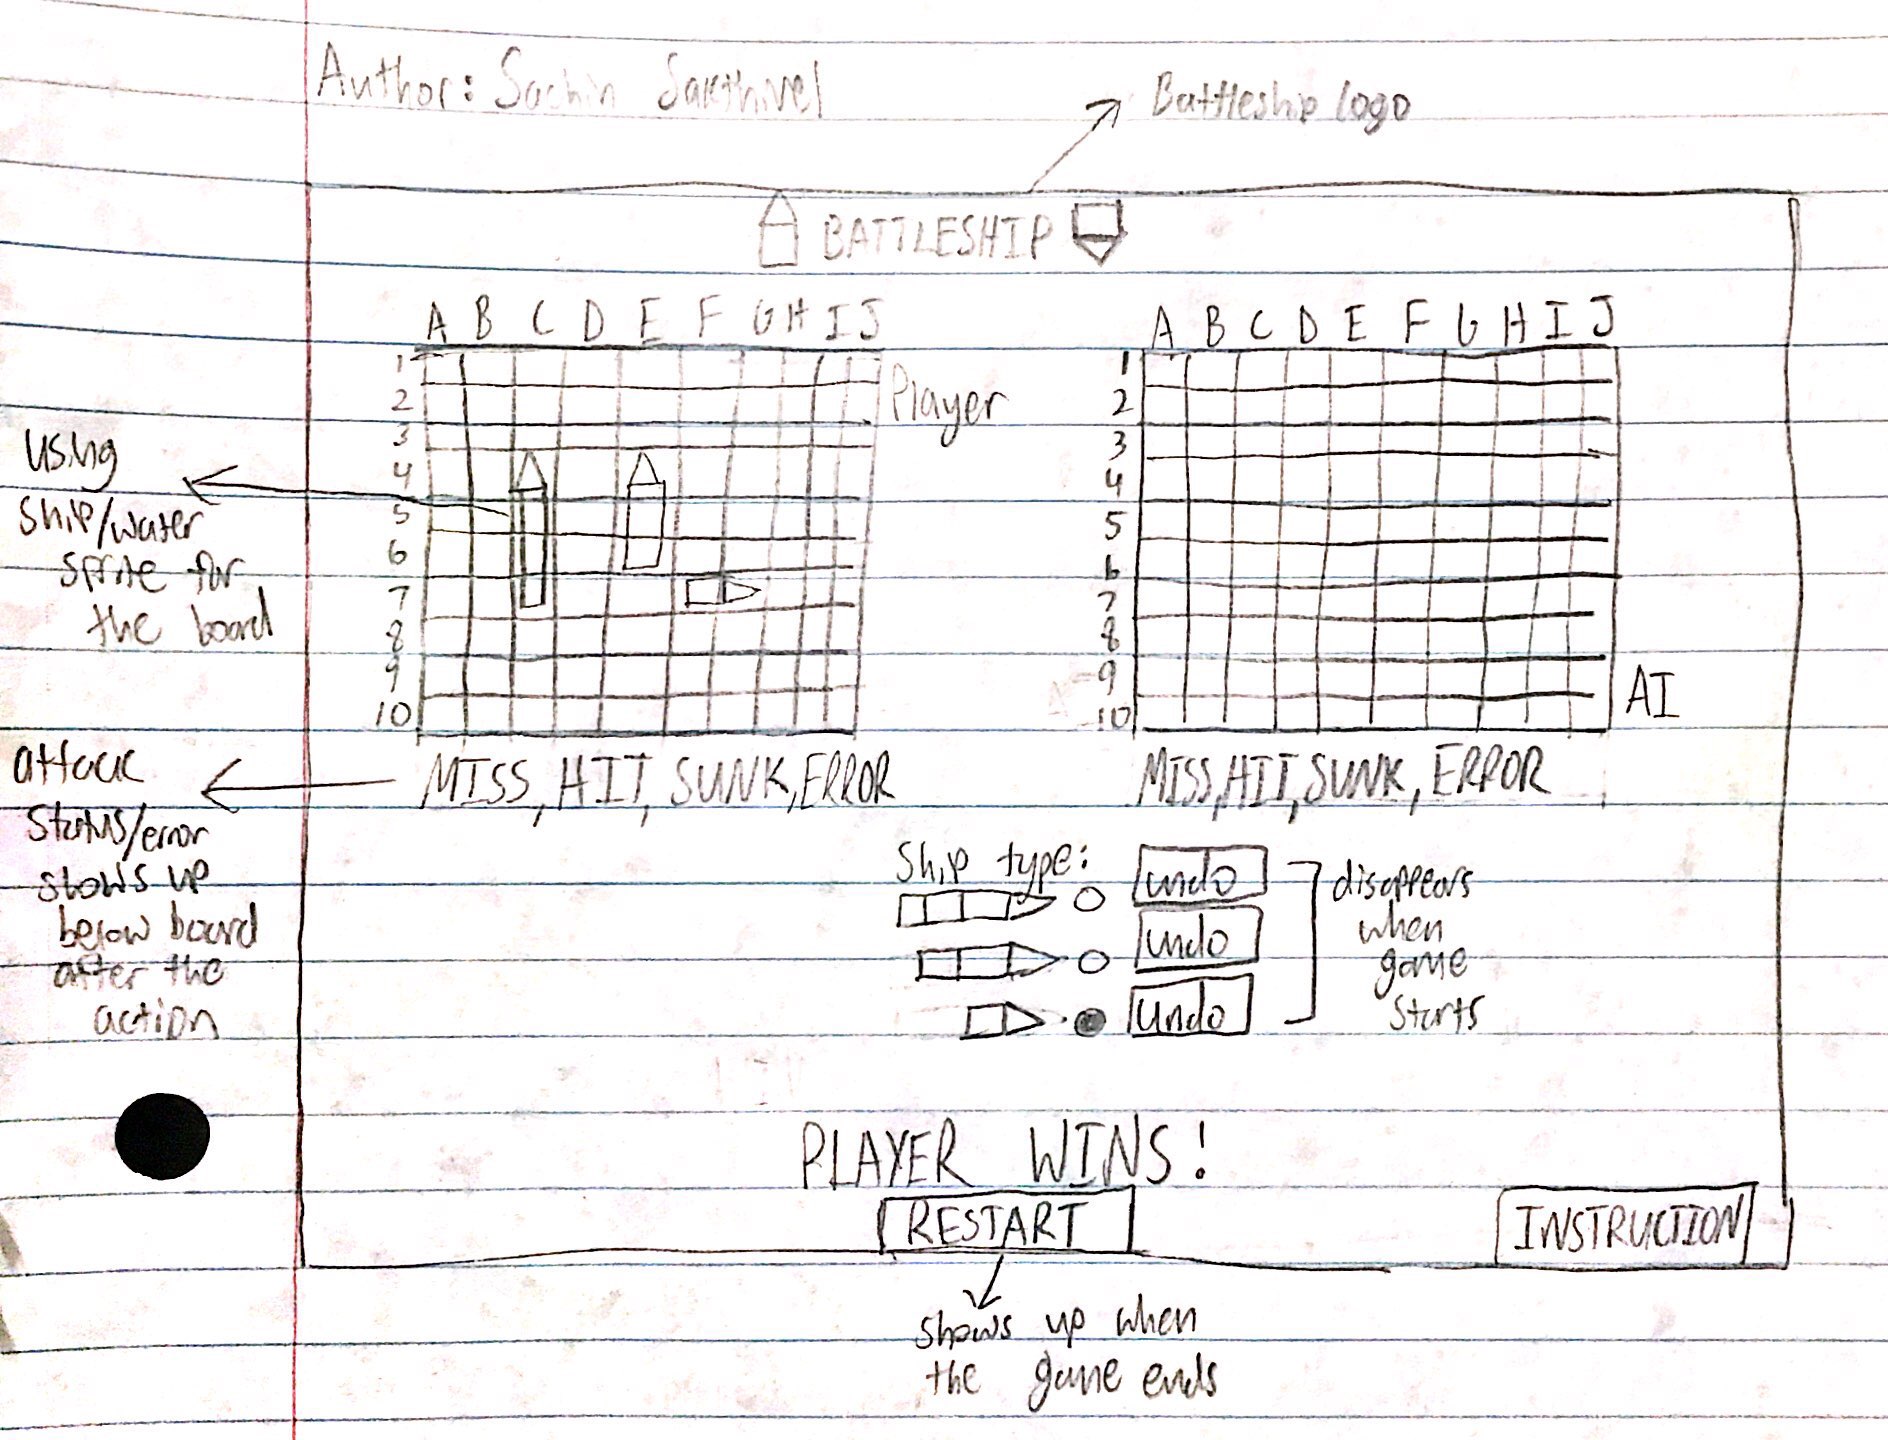 Author: Sachin Sakthivel
Battleship logo
BATTLESHIP
A B C D E F G H I J
1
2
3
4
5
6
7
8
9
10
Player
A B C D E F G H I J
1
2
3
4
5
6
7
8
9
10
AI
using
ship/water
sprite for
the board
MISS, HIT, SUNK, ERROR
MISS, HIT, SUNK, ERROR
attack
status/error
shows up
below board
after the
action
Ship type:
undo
undo
undo
disappears
when
game
starts
PLAYER WINS!
RESTART
INSTRUCTION
shows up when
the game ends